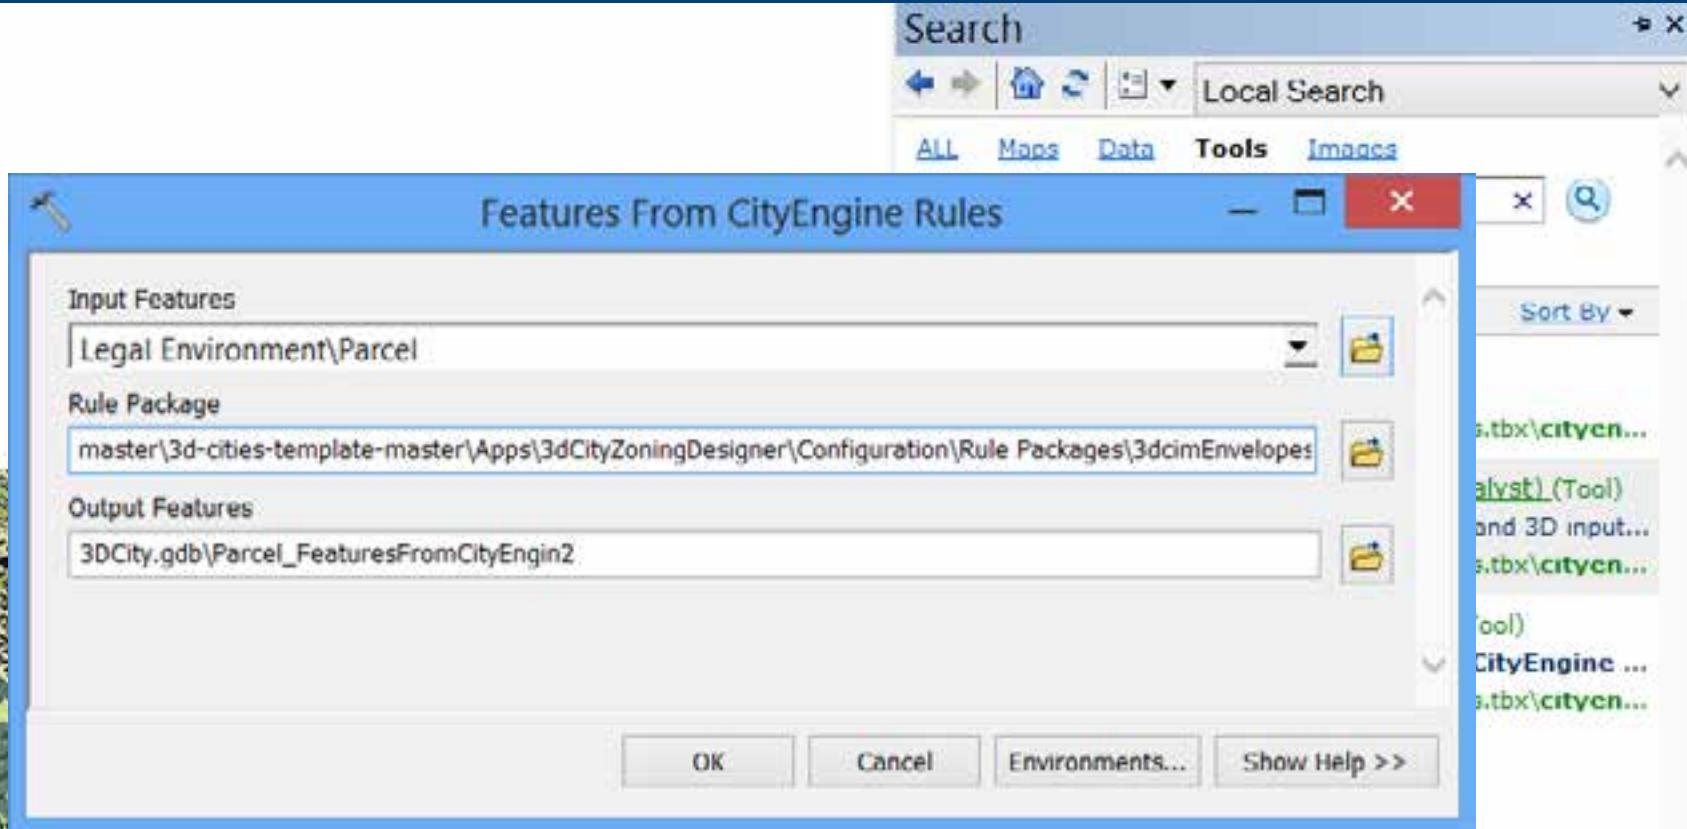 Search
Local Search
ALL Maps Data Tools Images
Features From CityEngine Rules
Sort By
Input Features
Legal Environment\Parcel
Rule Package
master\3d-cities-template-master\Apps\3dCityZoningDesigner\Configuration\Rule Packages\3dcimEnvelopes
s.tbx\cityen...
Output Features
alyst) (Tool)
and 3D input...
3DCity.gdb\Parcel_FeaturesFromCityEngin2
s.tbx\cityen...
ool)
CityEngine ...
s.tbx\cityen...
OK Cancel Environments... Show Help >>